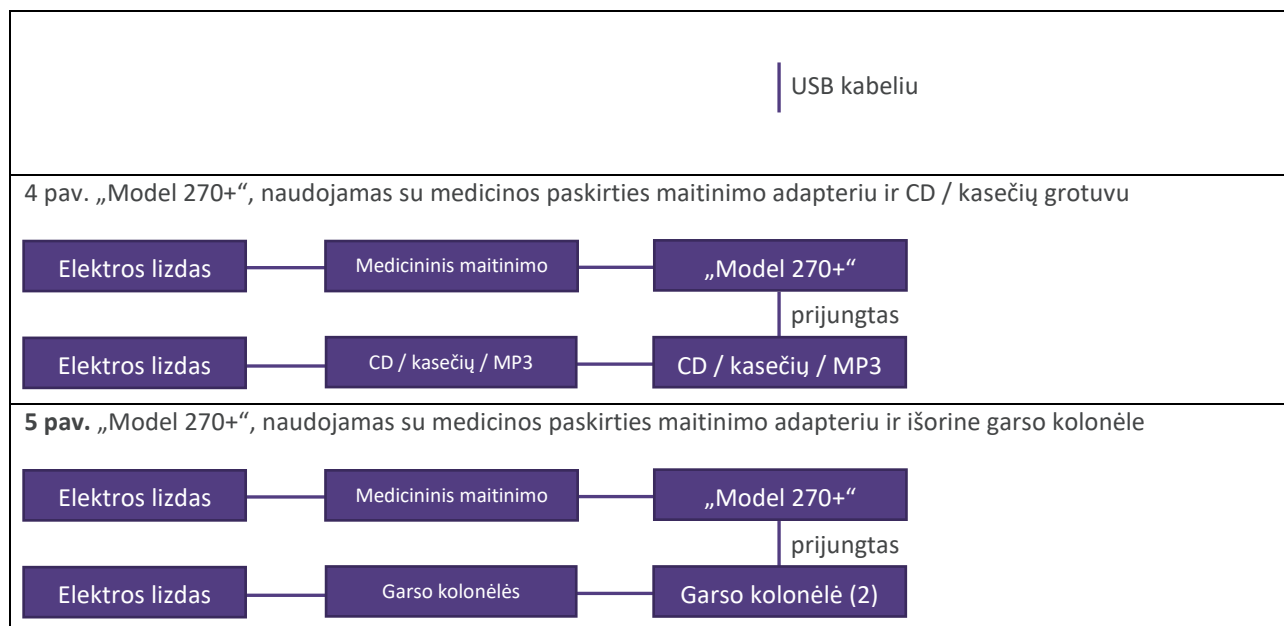 USB kabeliu
4 pav. „Model 270+“, naudojamas su medicinos paskirties maitinimo adapteriu ir CD / kasečių grotuvu
Elektros lizdas
Medicininis maitinimo
„Model 270+“
prijungtas
Elektros lizdas
CD / kasečių / MP3
CD / kasečių / MP3
5 pav. „Model 270+“, naudojamas su medicinos paskirties maitinimo adapteriu ir išorine garso kolonėle
Elektros lizdas
Medicininis maitinimo
„Model 270+“
prijungtas
Elektros lizdas
Garso kolonėlės
Garso kolonėlė (2)